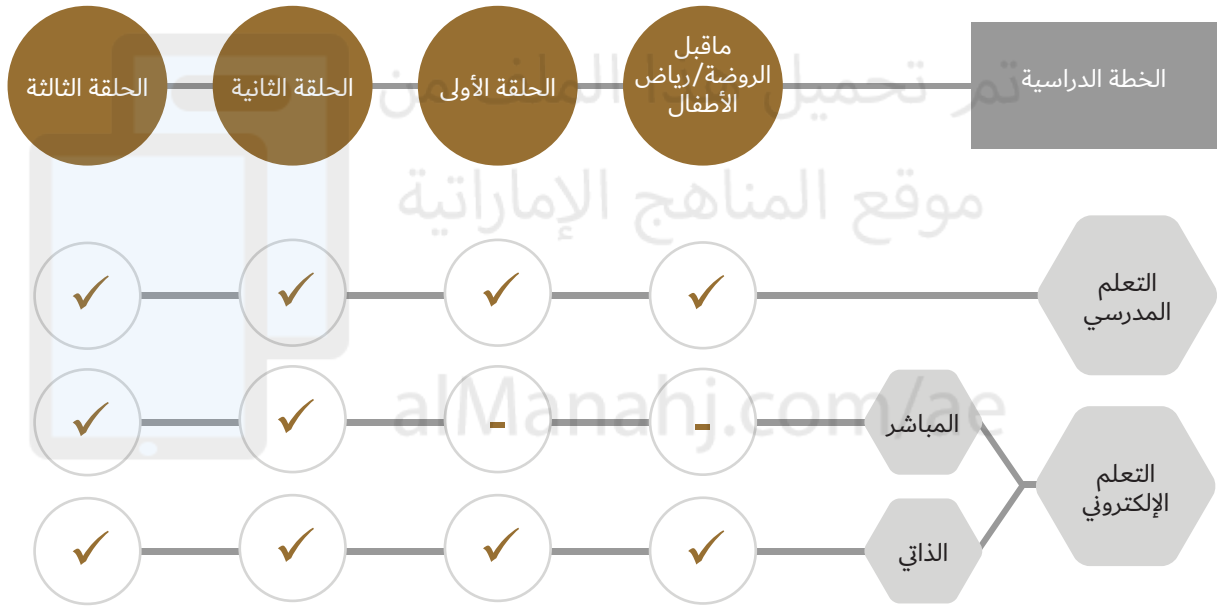 الخطة الدراسية
ماقبل
الروضة/رياض
الأطفال
الحلقة الأولى
الحلقة الثانية
الحلقة الثالثة
تم تحميل هذا الملف من
موقع المناهج الإماراتية
alManahj.com/ae
التعلم
المدرسي
✓ ✓ ✓ ✓
التعلم
الإلكتروني
المباشر
- - ✓ ✓
الذاتي
✓ ✓ ✓ ✓